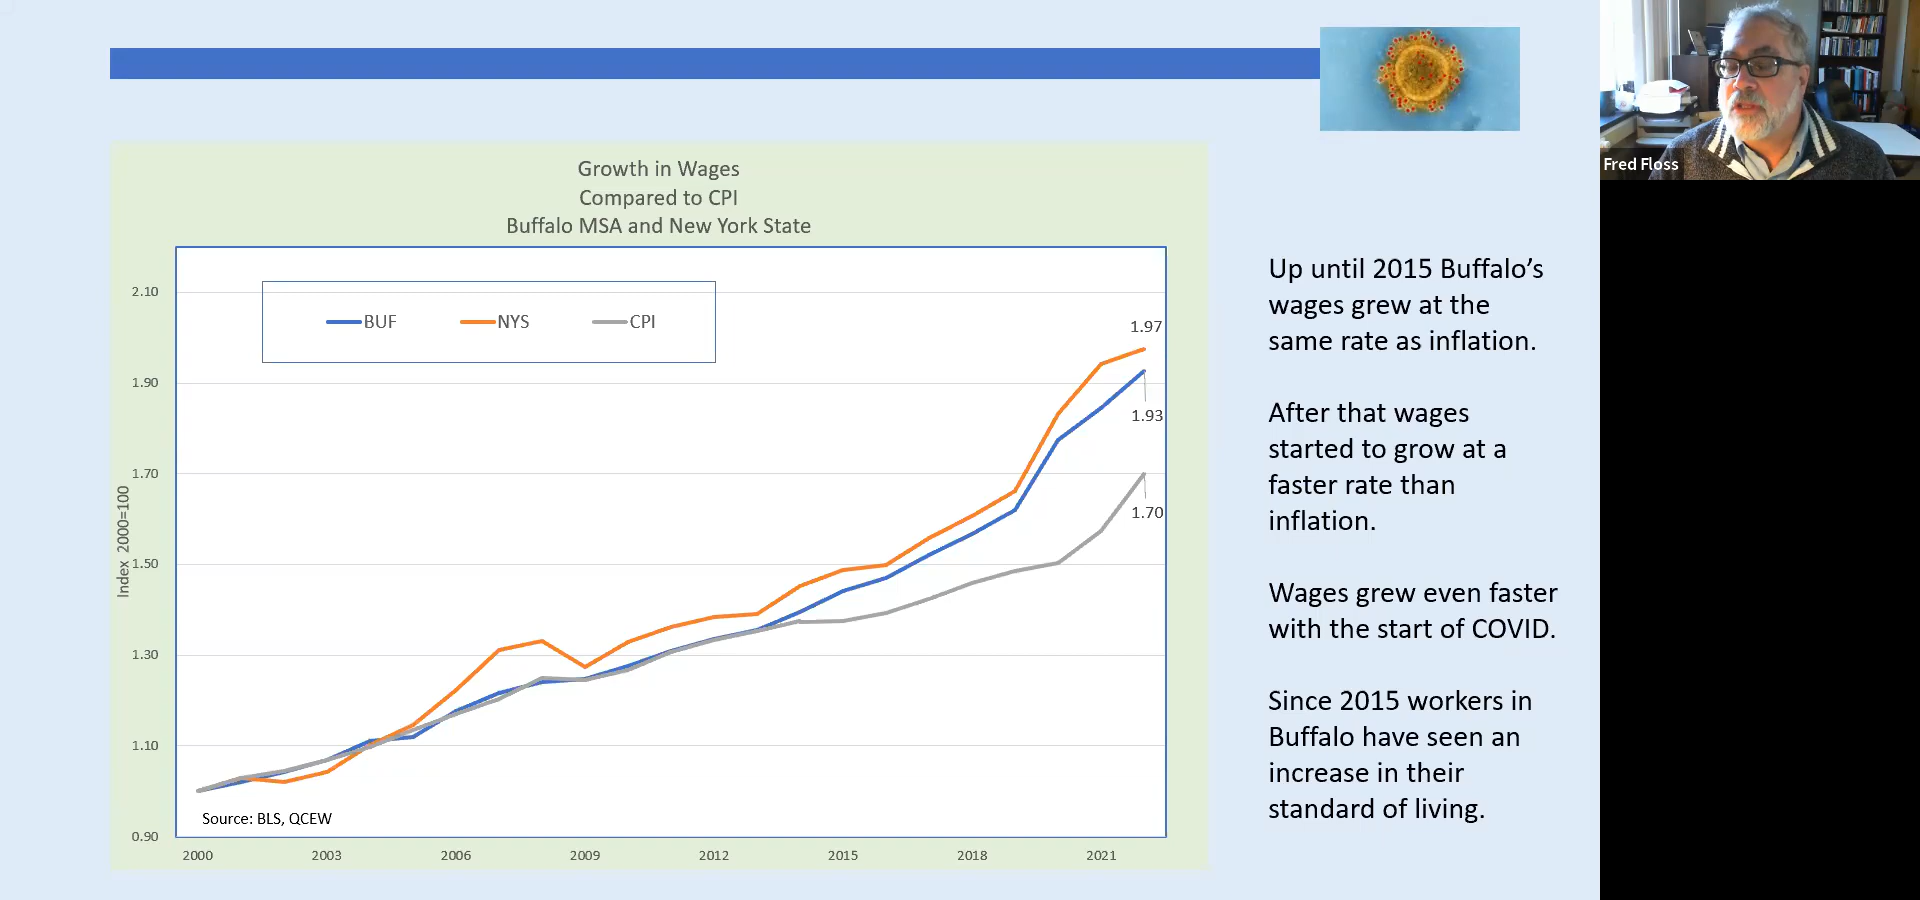 Fred Floss
Growth in Wages
Compared to CPI
Buffalo MSA and New York State
BUF
NYS
CPI
2.10
1.90
1.70
1.50
1.30
1.10
0.90
Index 2000=100
1.97
1.93
1.70
Source: BLS, QCEW
2000
2003
2006
2009
2012
2015
2018
2021
Up until 2015 Buffalo’s
wages grew at the
same rate as inflation.
After that wages
started to grow at a
faster rate than
inflation.
Wages grew even faster
with the start of COVID.
Since 2015 workers in
Buffalo have seen an
increase in their
standard of living.